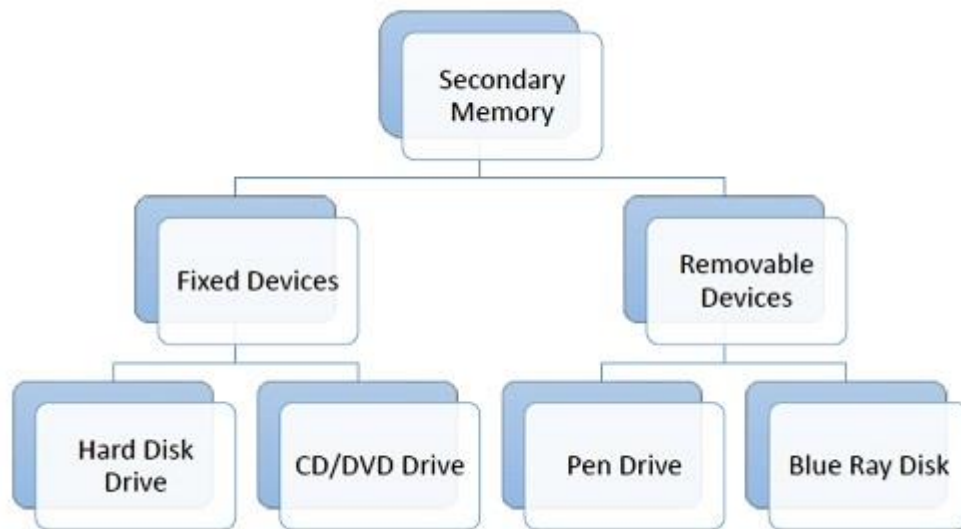 Secondary
Memory
Fixed Devices
Removable
Devices
Hard Disk
Drive
CD/DVD Drive
Pen Drive
Blue Ray Disk